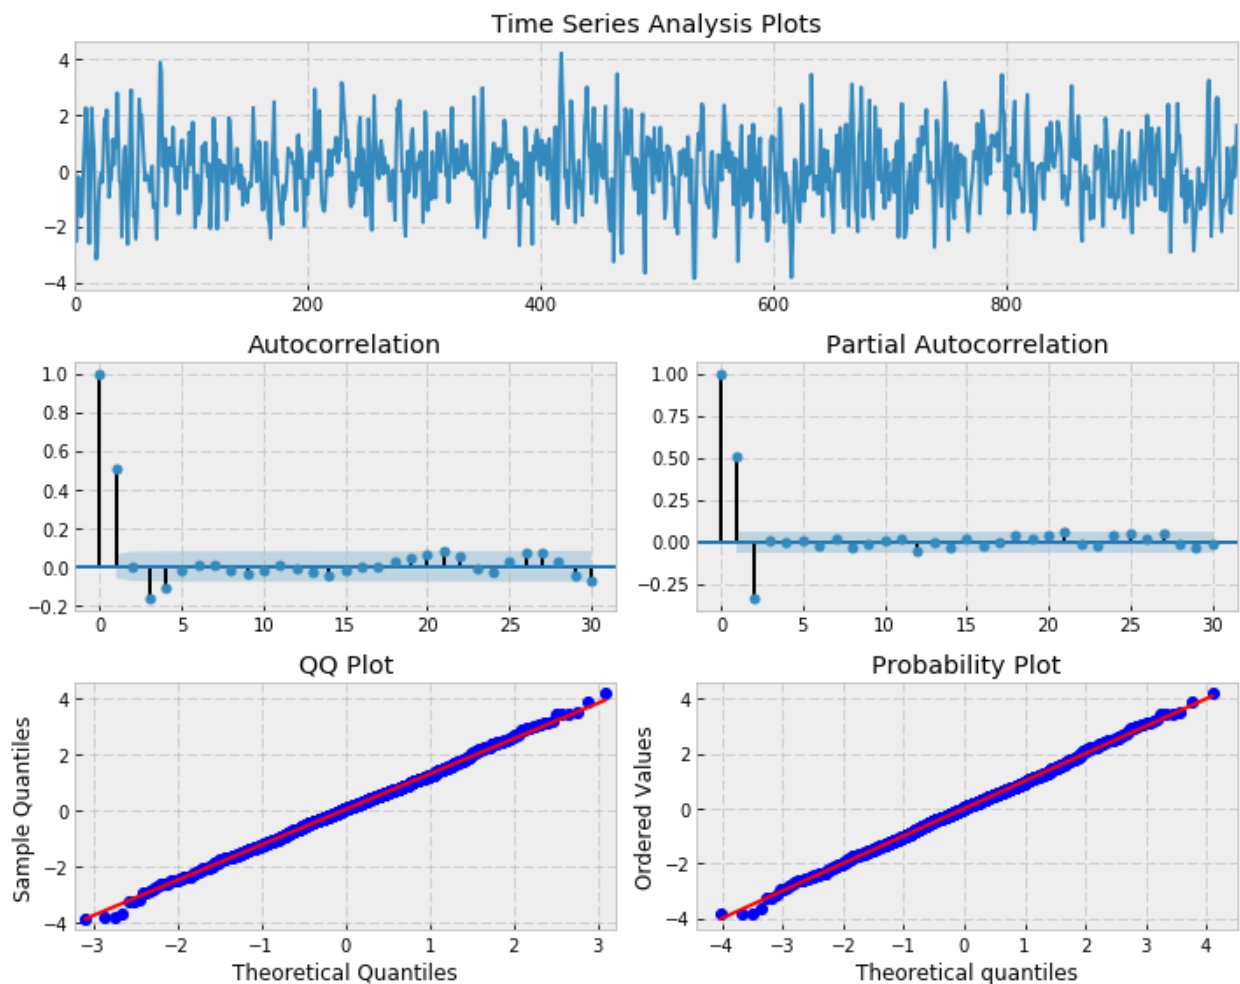 Time Series Analysis Plots
4
2
0
−2
−4
0 200 400 600 800
Autocorrelation
1.0
0.8
0.6
0.4
0.2
0.0
−0.2
0 5 10 15 20 25 30
Partial Autocorrelation
1.00
0.75
0.50
0.25
0.00
−0.25
0 5 10 15 20 25 30
QQ Plot
Sample Quantiles
4
2
0
−2
−4
−3 −2 −1 0 1 2 3
Theoretical Quantiles
Probability Plot
Ordered Values
4
2
0
−2
−4
−4 −3 −2 −1 0 1 2 3 4
Theoretical quantiles